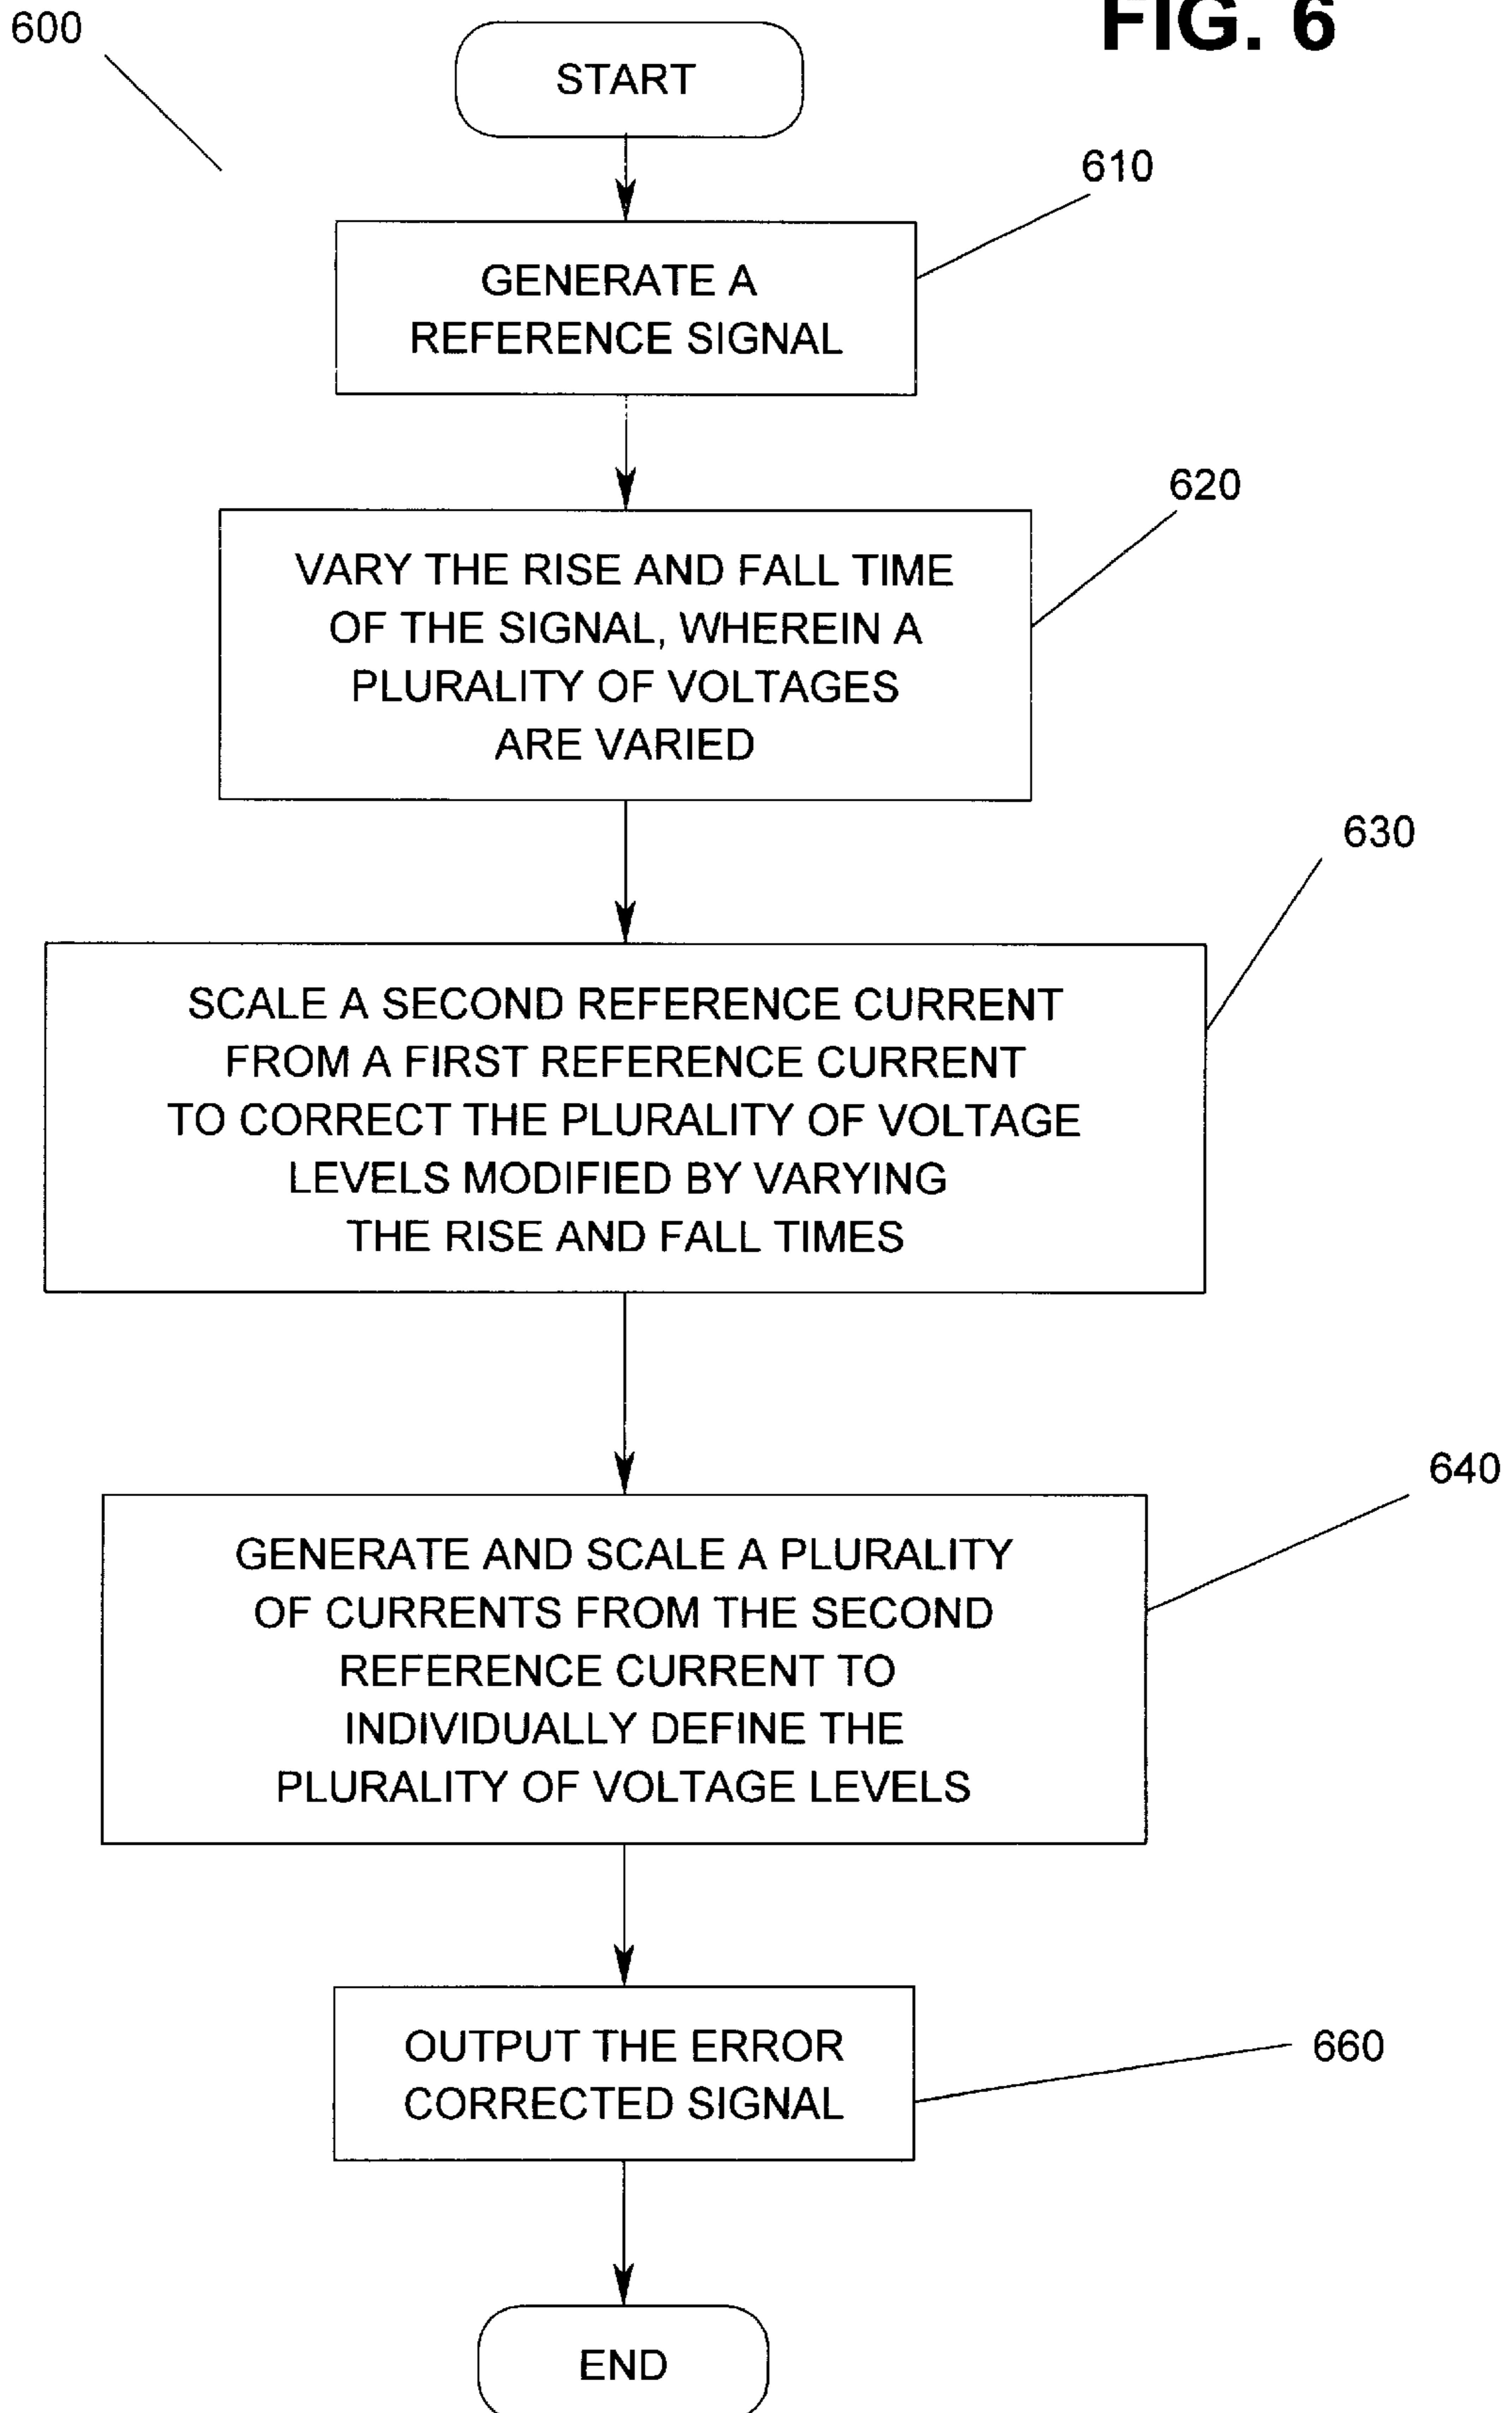 FIG. 6
600
START
610
GENERATE A
REFERENCE SIGNAL
620
VARY THE RISE AND FALL TIME
OF THE SIGNAL, WHEREIN A
PLURALITY OF VOLTAGES
ARE VARIED
630
SCALE A SECOND REFERENCE CURRENT
FROM A FIRST REFERENCE CURRENT
TO CORRECT THE PLURALITY OF VOLTAGE
LEVELS MODIFIED BY VARYING
THE RISE AND FALL TIMES
640
GENERATE AND SCALE A PLURALITY
OF CURRENTS FROM THE SECOND
REFERENCE CURRENT TO
INDIVIDUALLY DEFINE THE
PLURALITY OF VOLTAGE LEVELS
OUTPUT THE ERROR
CORRECTED SIGNAL
660
END